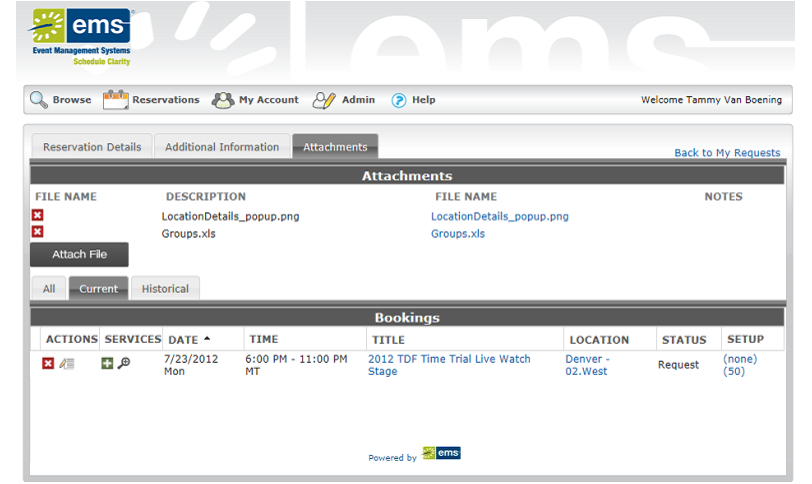 ems
Event Management Systems
Schedule Clarity
ems
Browse Reservations My Account Admin Help Welcome Tammy Van Boening
Reservation Details Additional Information Attachments Back to My Requests
Attachments
FILE NAME DESCRIPTION FILE NAME NOTES
LocationDetails_popup.png LocationDetails_popup.png
Groups.xls Groups.xls
Attach File
All Current Historical
Bookings
ACTIONS SERVICES DATE TIME TITLE LOCATION STATUS SETUP
7/23/2012 6:00 PM - 11:00 PM 2012 TDF Time Trial Live Watch Denver - Request (none)
Mon MT Stage 02.West (50)
Powered by ems